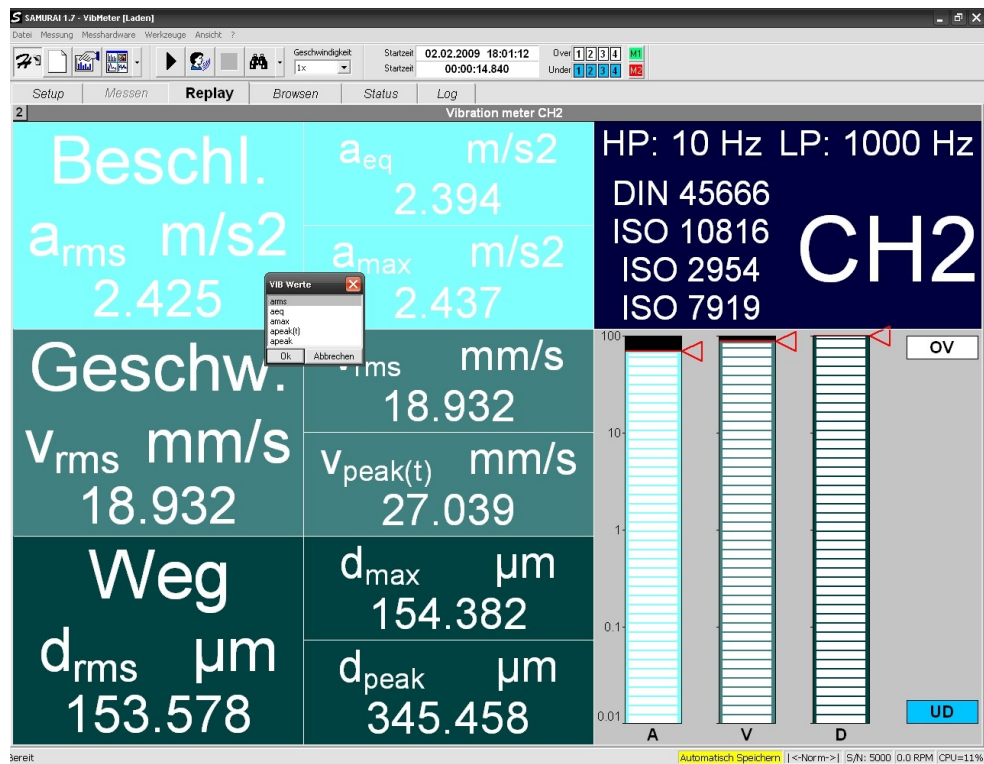 SAMURAI 1.7 - VibMeter [Laden]
Datei Messung Messhardware Werkzeuge Ansicht ?
Geschwindigkeit
1x
Startzeit 02.02.2009 18:01:12
Startzeit 00:00:14.840
Over 1 2 3 4 M1
Under 1 2 3 4 M2
Setup Messen Replay Browsen Status Log
2 Vibration meter CH2
Beschl.
arms m/s2
2.425
aeq m/s2
2.394
amax m/s2
2.437
HP: 10 Hz LP: 1000 Hz
DIN 45666
ISO 10816
ISO 2954
ISO 7919
CH2
VIB Werte
arms
aeq
amax
apeak(t)
apeak
Ok Abbrechen
Geschw.
vrms mm/s
18.932
rms mm/s
18.932
vpeak(t) mm/s
27.039
Weg
drms µm
153.578
dmax µm
154.382
dpeak µm
345.458
100
10
1
0.1
0.01
A V D
OV
UD
Bereit
Automatisch Speichern |<-Norm->| S/N: 5000 0.0 RPM CPU=11%